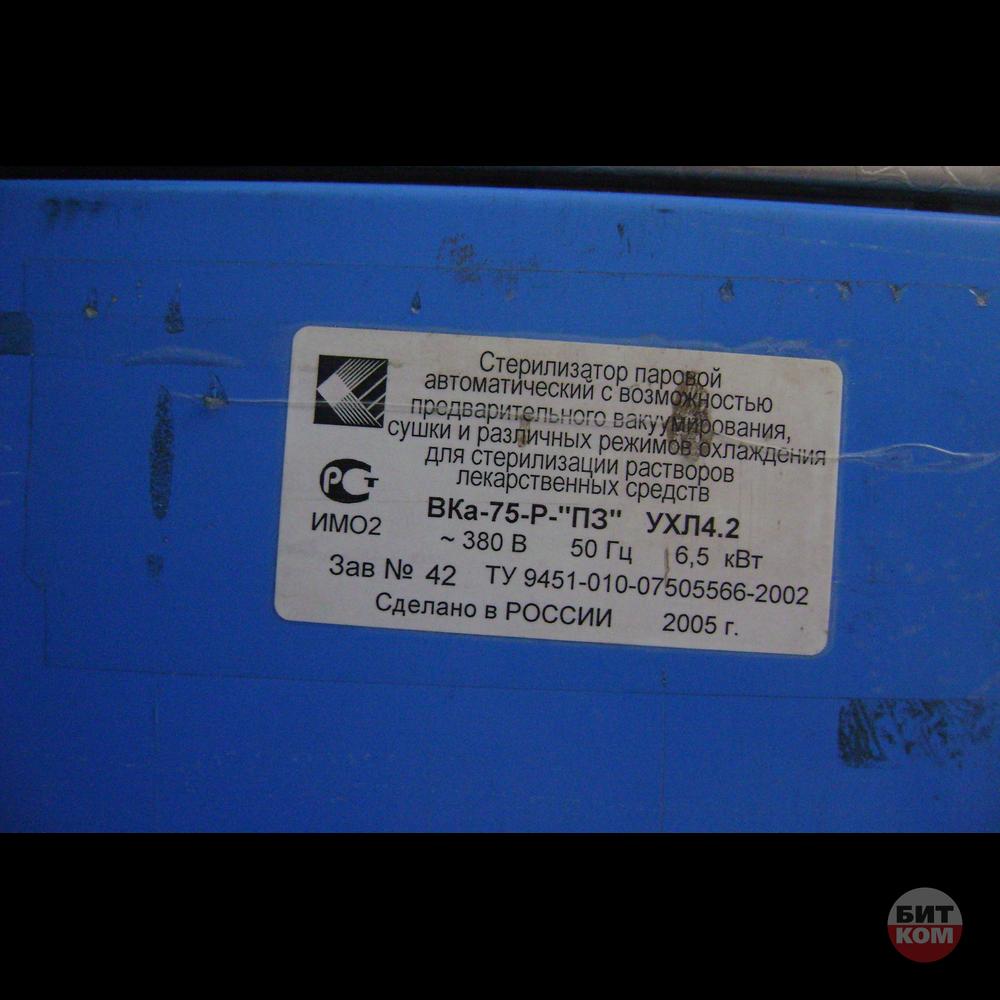 Стерилизатор паровой
автоматический с возможностью
предварительного вакуумирования,
сушки и различных режимов охлаждения
для стерилизации растворов
лекарственных средств
РСТ
ИМО2
ВКа-75-Р-"ПЗ" УХЛ4.2
~ 380 В 50 Гц 6,5 кВт
Зав № 42 ТУ 9451-010-07505566-2002
Сделано в РОССИИ 2005 г.
БИТ
КОМ